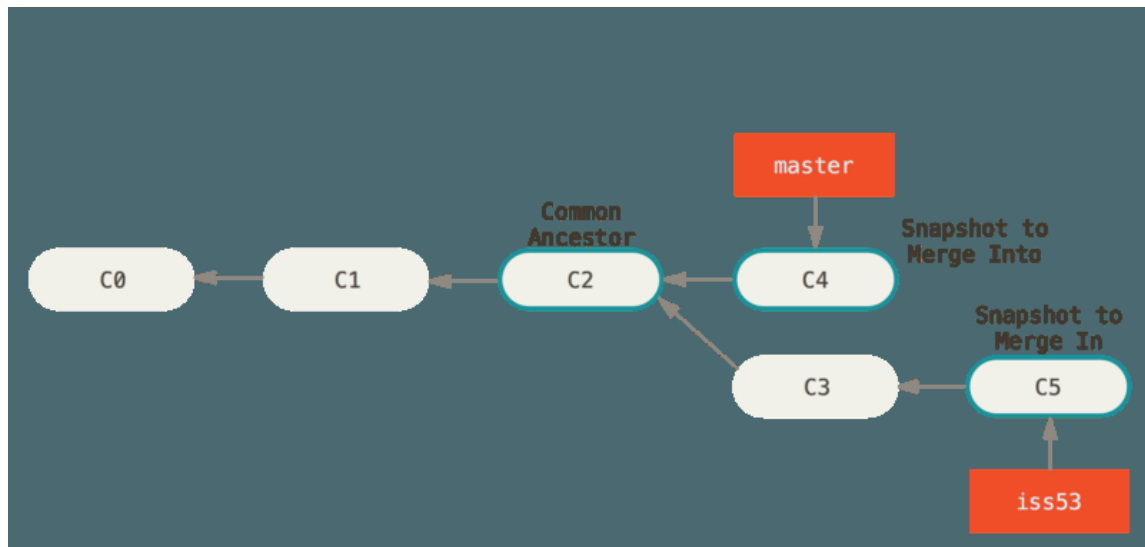 master
Common
Ancestor
Snapshot to
Merge Into
C0
C1
C2
C4
Snapshot to
Merge In
C3
C5
iss53